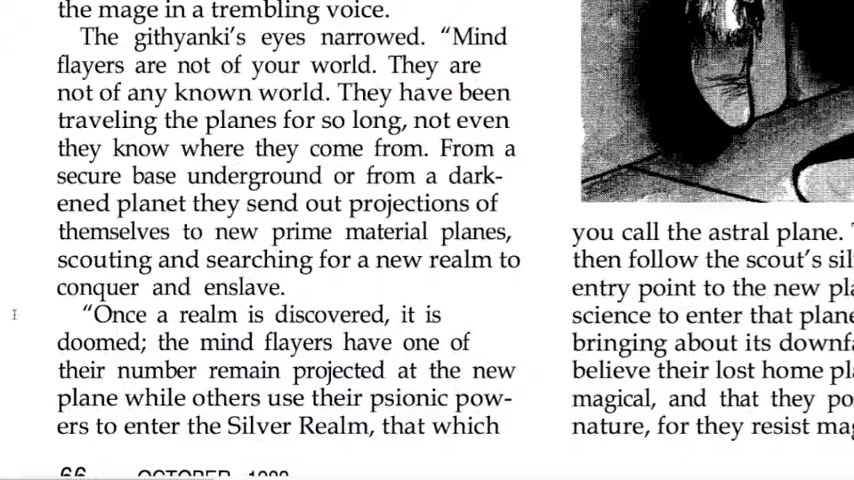 the mage in a trembling voice.
The githyanki's eyes narrowed. "Mind
flayers are not of your world. They are
not of any known world. They have been
traveling the planes for so long, not even
they know where they come from. From a
secure base underground or from a dark-
ened planet they send out projections of
themselves to new prime material planes,
scouting and searching for a new realm to
conquer and enslave.
"Once a realm is discovered, it is
doomed; the mind flayers have one of
their number remain projected at the new
plane while others use their psionic pow-
ers to enter the Silver Realm, that which
you call the astral plane.
then follow the scout's
entry point to the new
science to enter that plane
bringing about its
believe their lost home
magical, and that they
nature, for they resist
66 OCTOBER